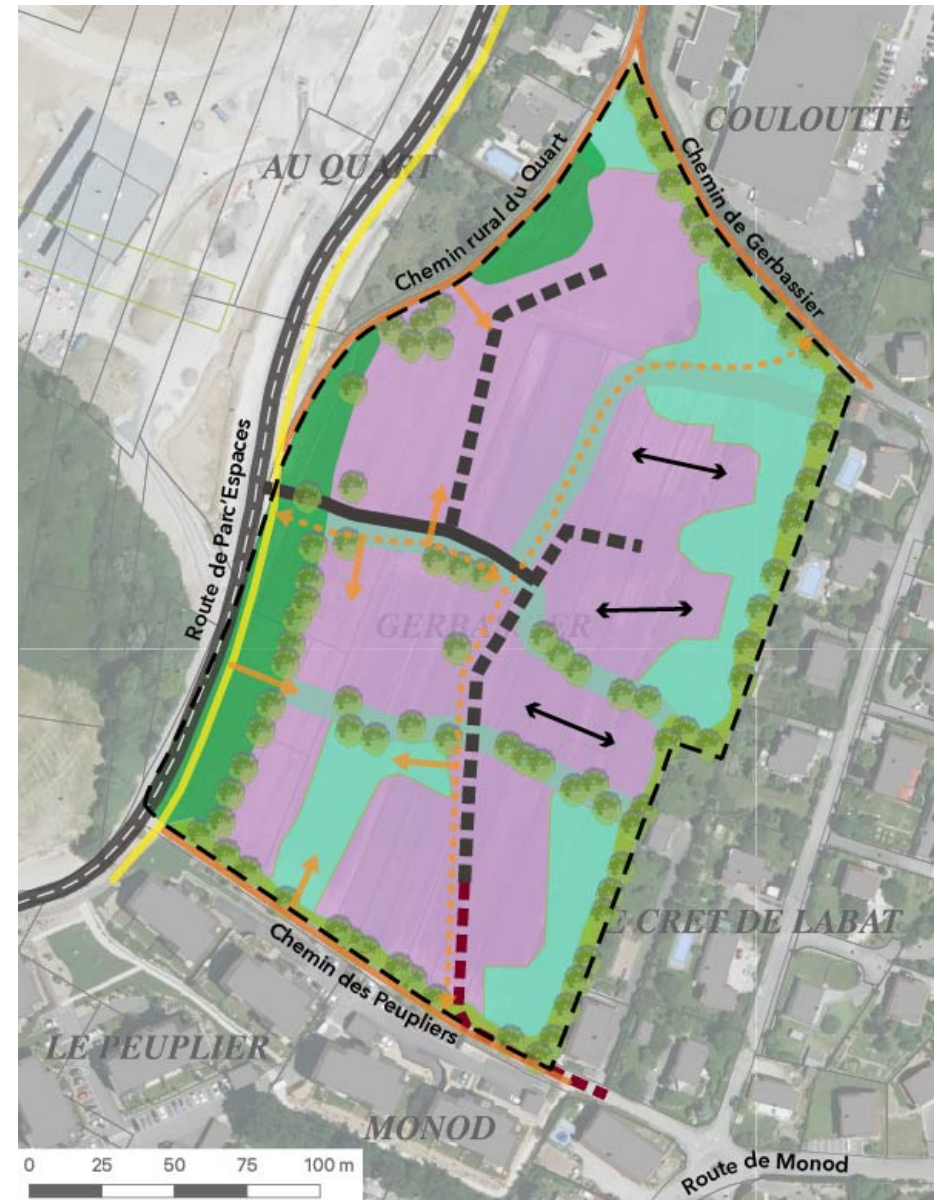 COULOUTTE
AU QUART
Chemin rural du Quart
Chemin de Gerbassier
Route de Parc'Espaces
GERBASSIER
E CRET DE LABAT
Chemin des Peupliers
LE PEUPLIER
MONOD
Route de Monod
0 25 50 75 100 m